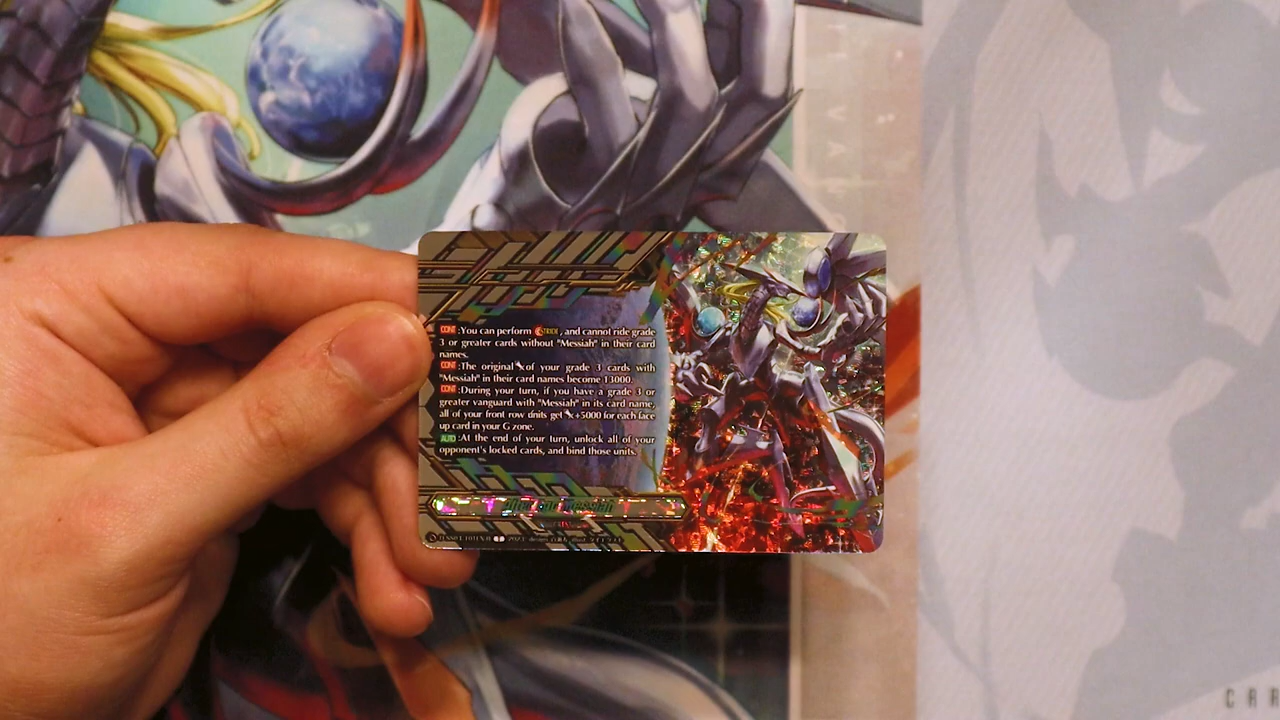 CONT:You can perform STRIDE, and cannot ride grade
3 or greater cards without "Messiah" in their card
names.
CONT:The original of your grade 3 cards with
"Messiah" in their card names become 13000.
CONT:During your turn, if you have a grade 3 or
greater vanguard with "Messiah" in its card name,
all of your front row units get +5000 for each face
up card in your G zone.
AUTO:At the end of your turn, unlock all of your
opponent's locked cards, and bind those units.
Messiah
CAR